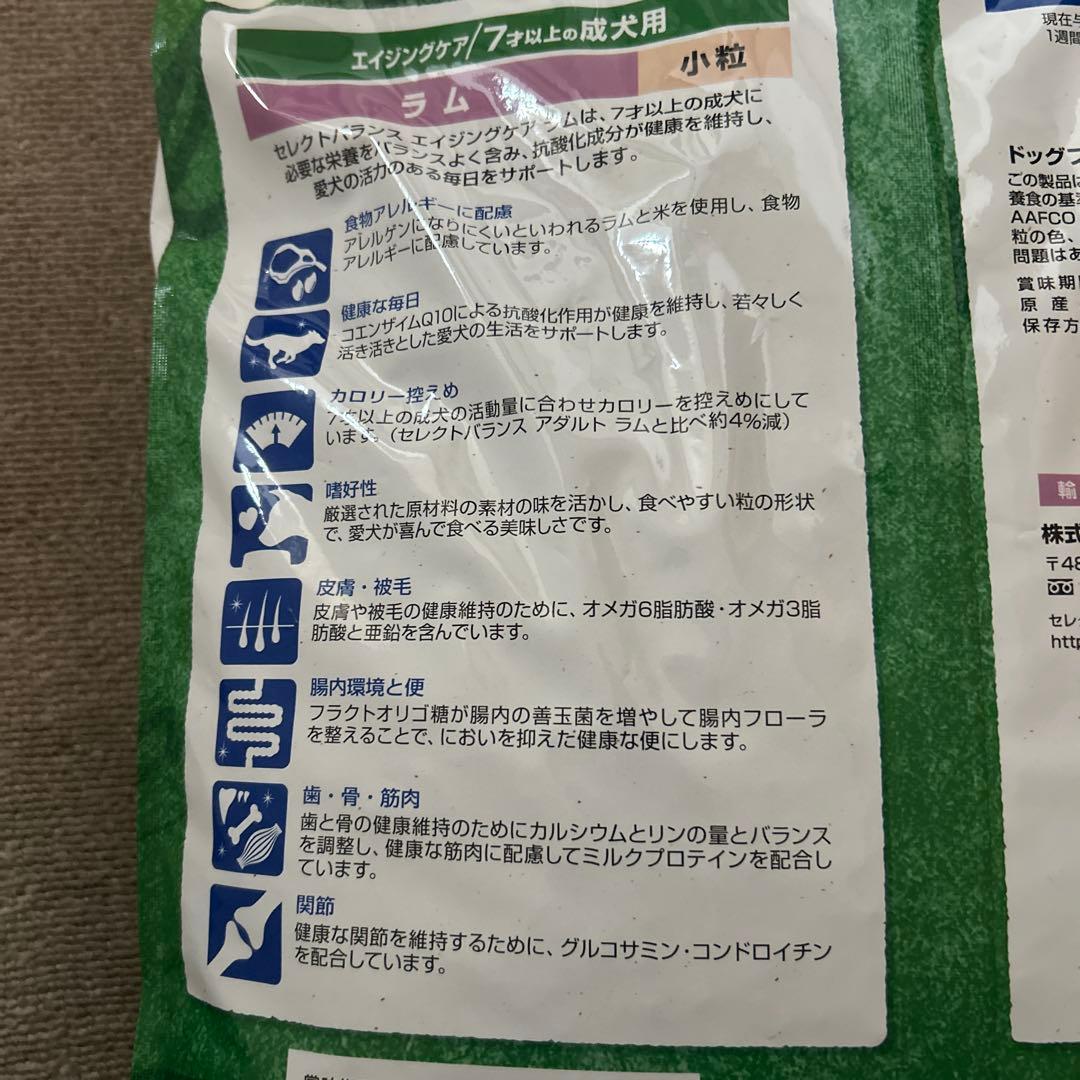 エイジングケア/7才以上の成犬用
ラム
小粒
セレクトバランス エイジングケア ラムは、7才以上の成犬に
必要な栄養をバランスよく含み、抗酸化成分が健康を維持し、
愛犬の活力のある毎日をサポートします。
食物アレルギーに配慮
アレルゲンになりにくいといわれるラムと米を使用し、食物
アレルギーに配慮しています。
健康な毎日
コエンザイムQ10による抗酸化作用が健康を維持し、若々しく
活き活きとした愛犬の生活をサポートします。
カロリー控えめ
7才以上の成犬の活動量に合わせカロリーを控えめにして
います。(セレクトバランス アダルト ラムと比べ約4%減)
嗜好性
厳選された原材料の素材の味を活かし、食べやすい粒の形状
で、愛犬が喜んで食べる美味しさです。
皮膚・被毛
皮膚や被毛の健康維持のために、オメガ6脂肪酸・オメガ3脂
肪酸と亜鉛を含んでいます。
腸内環境と便
フラクトオリゴ糖が腸内の善玉菌を増やして腸内フローラ
を整えることで、においを抑えた健康な便にします。
歯・骨・筋肉
歯と骨の健康維持のためにカルシウムとリンの量とバランス
を調整し、健康な筋肉に配慮してミルクプロテインを配合し
ています。
関節
健康な関節を維持するために、グルコサミン・コンドロイチン
を配合しています。
現在
1週間
ドッグフ
この製品は
養食の基
AAFCO
粒の色、
問題はあ
賞味期
原産
保存方
輸
株式
〒48
セレ
http